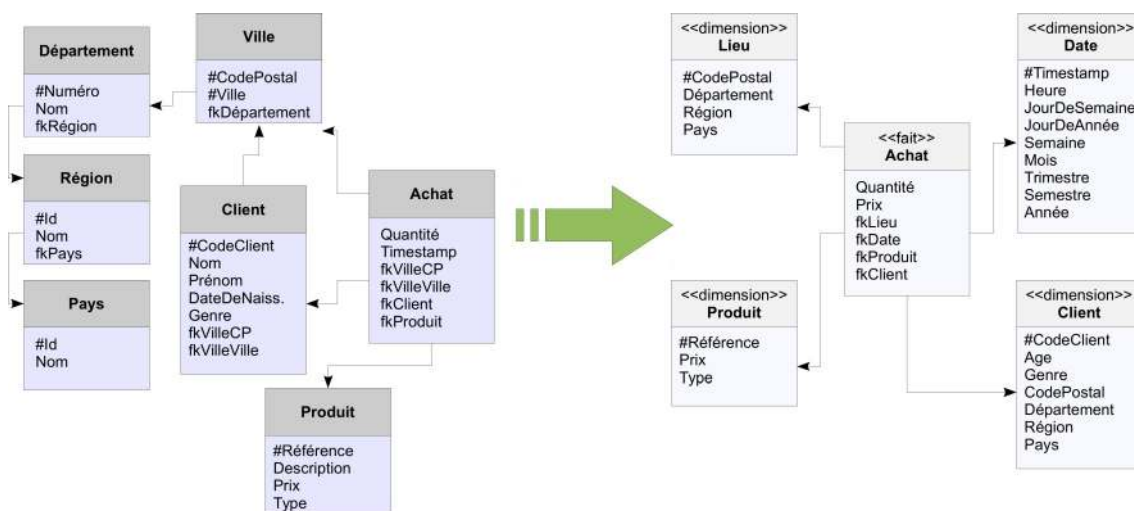 Département
#Numéro
Nom
fkRégion
Ville
#CodePostal
#Ville
fkDépartement
Région
#Id
Nom
fkPays
Pays
#Id
Nom
Client
#CodeClient
Nom
Prénom
DateDeNaiss.
Genre
fkVilleCP
fkVilleVille
Achat
Quantité
Timestamp
fkVilleCP
fkVilleVille
fkClient
fkProduit
Produit
#Référence
Description
Prix
Type
<<dimension>>
Lieu
#CodePostal
Département
Région
Pays
<<dimension>>
Date
#Timestamp
Heure
JourDeSemaine
JourDeAnnée
Semaine
Mois
Trimestre
Semestre
Année
<<fait>>
Achat
Quantité
Prix
fkLieu
fkDate
fkProduit
fkClient
<<dimension>>
Produit
#Référence
Prix
Type
<<dimension>>
Client
#CodeClient
Age
Genre
CodePostal
Département
Région
Pays